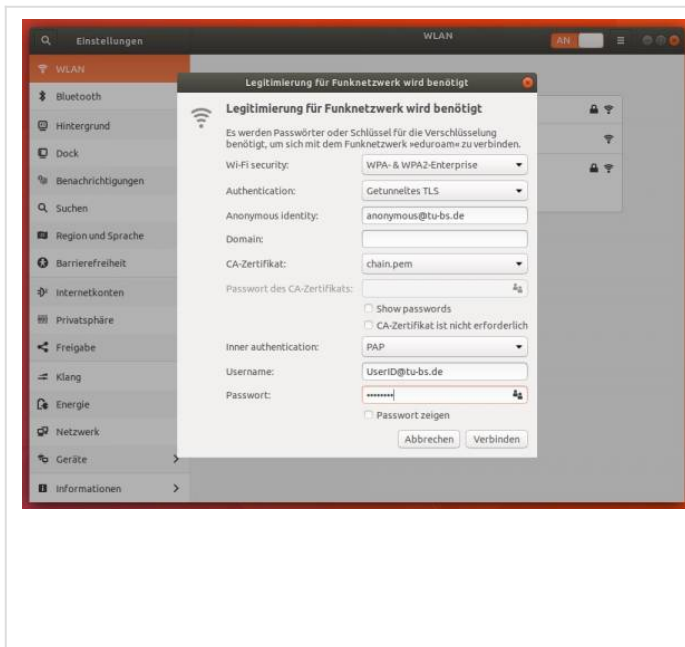 Einstellungen
WLAN
AN
WLAN
Bluetooth
Hintergrund
Dock
Benachrichtigungen
Suchen
Region und Sprache
Barrierefreiheit
Internetkonten
Privatsphäre
Freigabe
Klang
Energie
Netzwerk
Geräte
Informationen
Legitimierung für Funknetzwerk wird benötigt
Legitimierung für Funknetzwerk wird benötigt
Es werden Passwörter oder Schlüssel für die Verschlüsselung
benötigt, um sich mit dem Funknetzwerk »eduroam« zu verbinden.
Wi-Fi security: WPA- & WPA2-Enterprise
Authentication: Getunneltes TLS
Anonymous identity: anonymous@tu-bs.de
Domain:
CA-Zertifikat: chain.pem
Passwort des CA-Zertifikats:
Show passwords
CA-Zertifikat ist nicht erforderlich
Inner authentication: PAP
Username: UserID@tu-bs.de
Passwort: ••••••••
Passwort zeigen
Abbrechen Verbinden